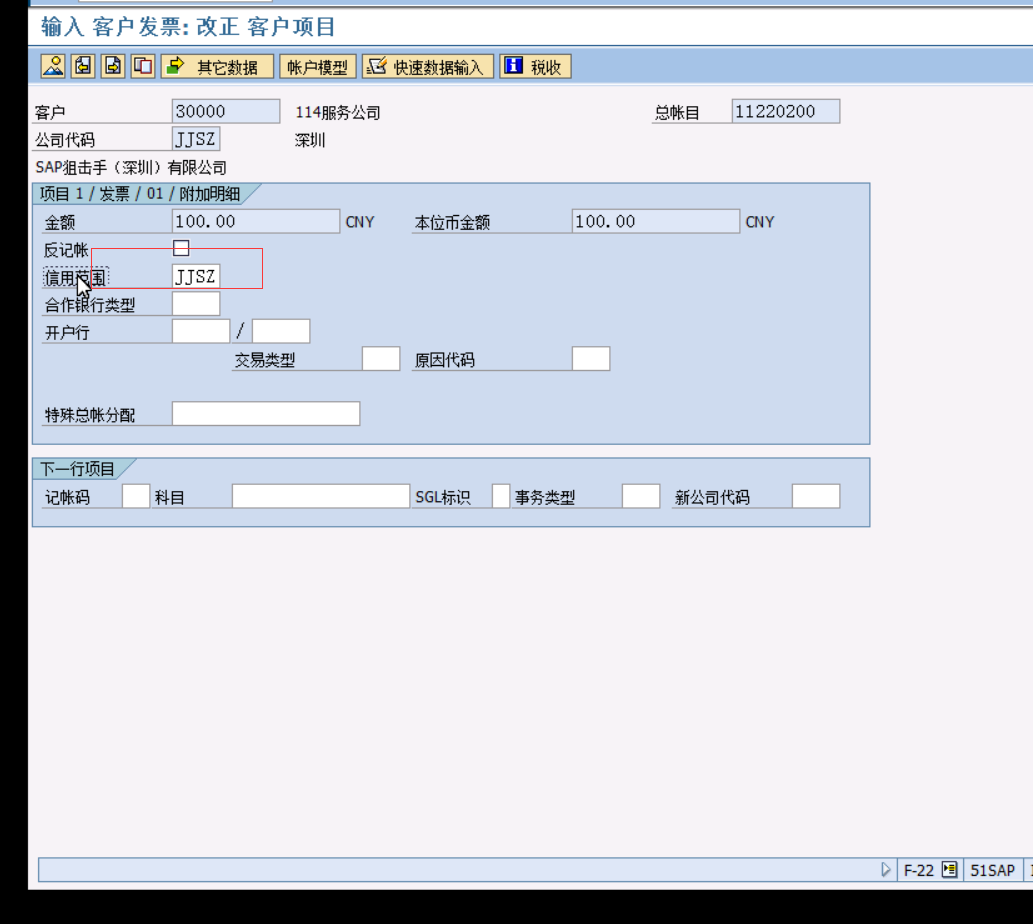 输入 客户发票: 改正 客户项目
其它数据 帐户模型 快速数据输入 税收
客户 30000 114服务公司 总帐目 11220200
公司代码 JJSZ 深圳
SAP狙击手（深圳）有限公司
项目 1 / 发票 / 01 / 附加明细
金额 100.00 CNY 本位币金额 100.00 CNY
反记帐
信用范围 JJSZ
合作银行类型
开户行 /
交易类型 原因代码
特殊总帐分配
下一行项目
记帐码 科目 SGL标识 事务类型 新公司代码
F-22 51SAP